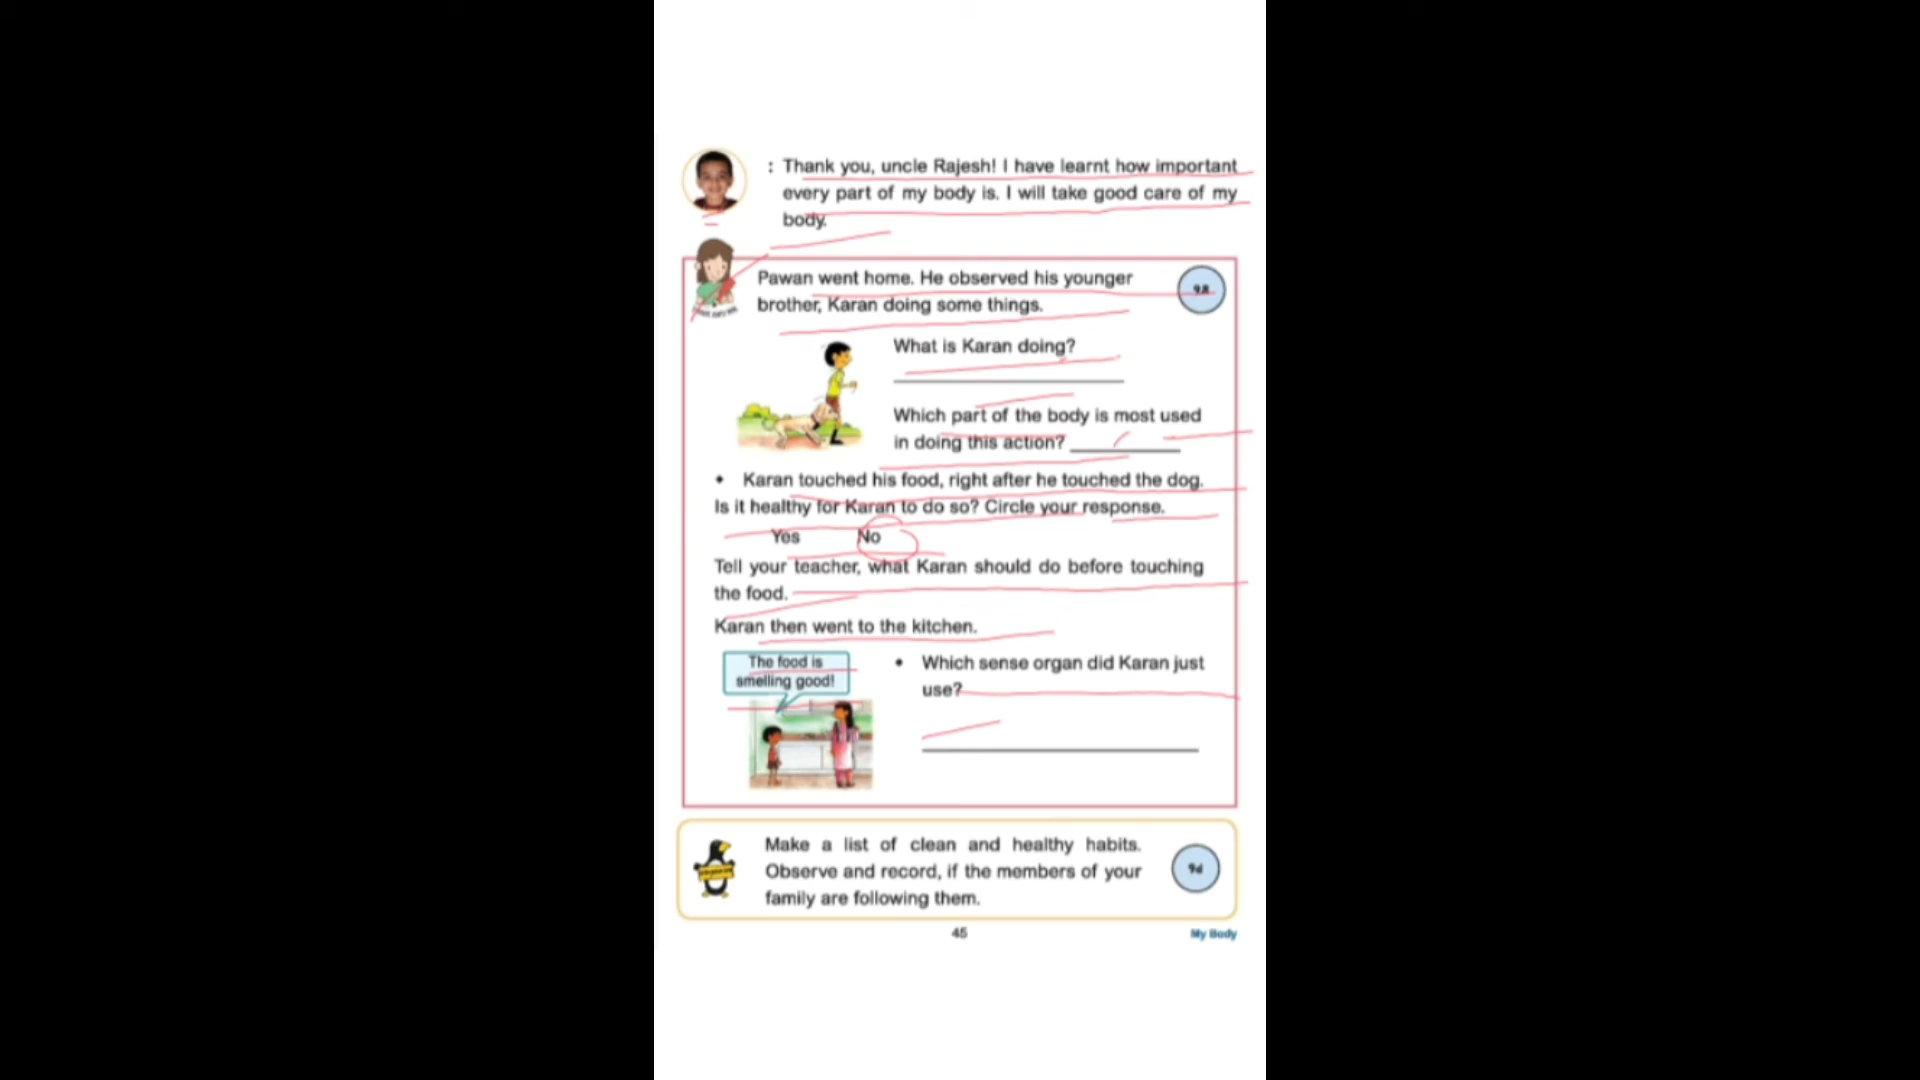 : Thank you, uncle Rajesh! I have learnt how important
every part of my body is. I will take good care of my
body.
Pawan went home. He observed his younger
brother, Karan doing some things.
What is Karan doing?
Which part of the body is most used
in doing this action?
• Karan touched his food, right after he touched the dog.
Is it healthy for Karan to do so? Circle your response.
Yes No
Tell your teacher, what Karan should do before touching
the food.
Karan then went to the kitchen.
The food is
smelling good!
• Which sense organ did Karan just
use?
Make a list of clean and healthy habits.
Observe and record, if the members of your
family are following them.
9d
45
My Body